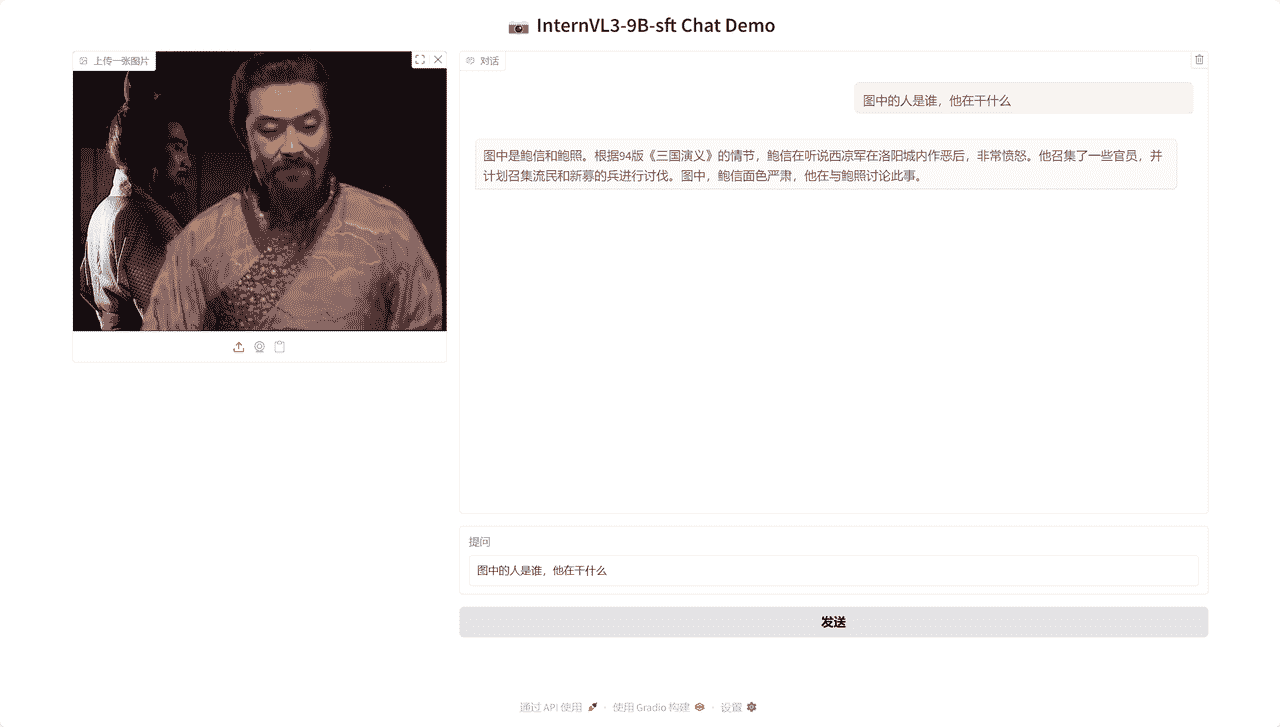 InternVL3-9B-sft Chat Demo
上传一张图片
对话
图中的人是谁，他在干什么
图中是鲍信和鲍照。根据94版《三国演义》的情节，鲍信在听说西凉军在洛阳城内作恶后，非常愤怒。他召集了一些官员，并
计划召集流民和新募的兵进行讨伐。图中，鲍信面色严肃，他在与鲍照讨论此事。
提问
图中的人是谁，他在干什么
发送
通过 API 使用 · 使用 Gradio 构建 · 设置